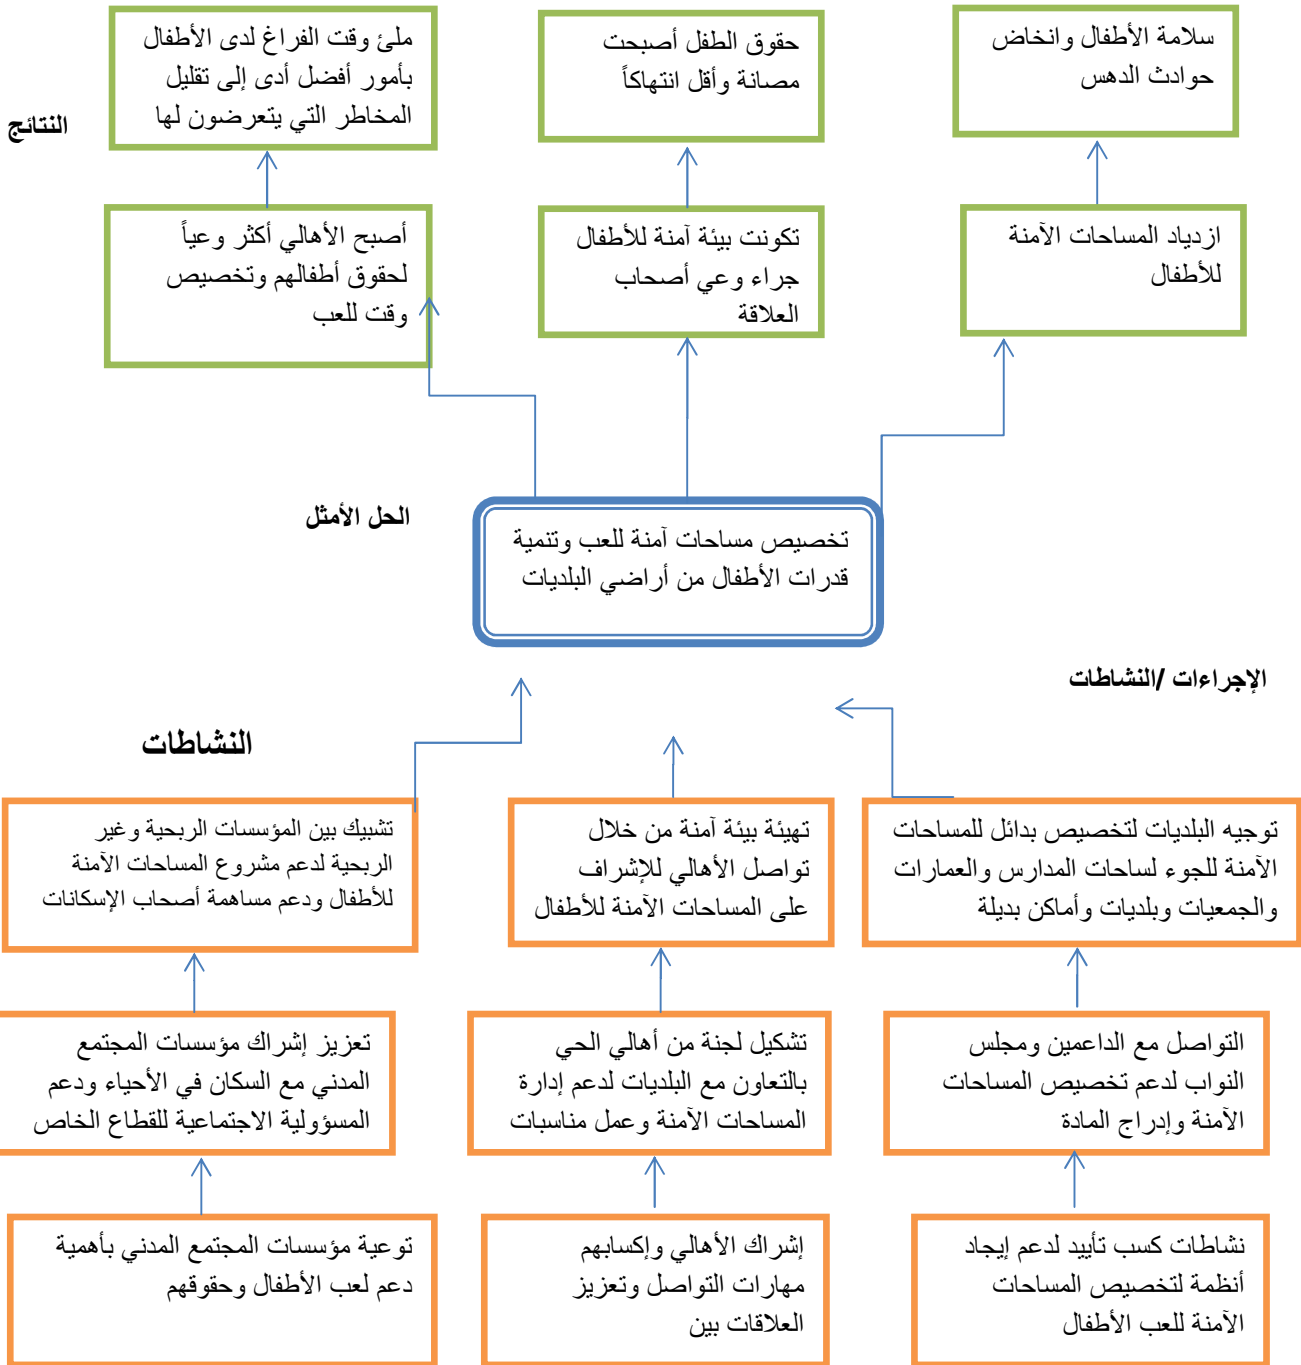 سلامة الأطفال وانخاض
حوادث الدهس
حقوق الطفل أصبحت
مصانة وأقل انتهاكاً
ملئ وقت الفراغ لدى الأطفال
بأمور أفضل أدى إلى تقليل
المخاطر التي يتعرضون لها
النتائج
ازدياد المساحات الآمنة
للأطفال
تكونت بيئة آمنة للأطفال
جراء وعي أصحاب
العلاقة
أصبح الأهالي أكثر وعياً
لحقوق أطفالهم وتخصيص
وقت للعب
الحل الأمثل
تخصيص مساحات آمنة للعب وتنمية
قدرات الأطفال من أراضي البلديات
الإجراءات /النشاطات
النشاطات
توجيه البلديات لتخصيص بدائل للمساحات
الآمنة للجوء لساحات المدارس والعمارات
والجمعيات وبلديات وأماكن بديلة
تهيئة بيئة آمنة من خلال
تواصل الأهالي للإشراف
على المساحات الآمنة للأطفال
تشبيك بين المؤسسات الربحية وغير
الربحية لدعم مشروع المساحات الآمنة
للأطفال ودعم مساهمة أصحاب الإسكانات
التواصل مع الداعمين ومجلس
النواب لدعم تخصيص المساحات
الآمنة وإدراج المادة
تشكيل لجنة من أهالي الحي
بالتعاون مع البلديات لدعم إدارة
المساحات الآمنة وعمل مناسبات
تعزيز إشراك مؤسسات المجتمع
المدني مع السكان في الأحياء ودعم
المسؤولية الاجتماعية للقطاع الخاص
نشاطات كسب تأييد لدعم إيجاد
أنظمة لتخصيص المساحات
الآمنة للعب الأطفال
إشراك الأهالي وإكسابهم
مهارات التواصل وتعزيز
العلاقات بين
توعية مؤسسات المجتمع المدني بأهمية
دعم لعب الأطفال وحقوقهم